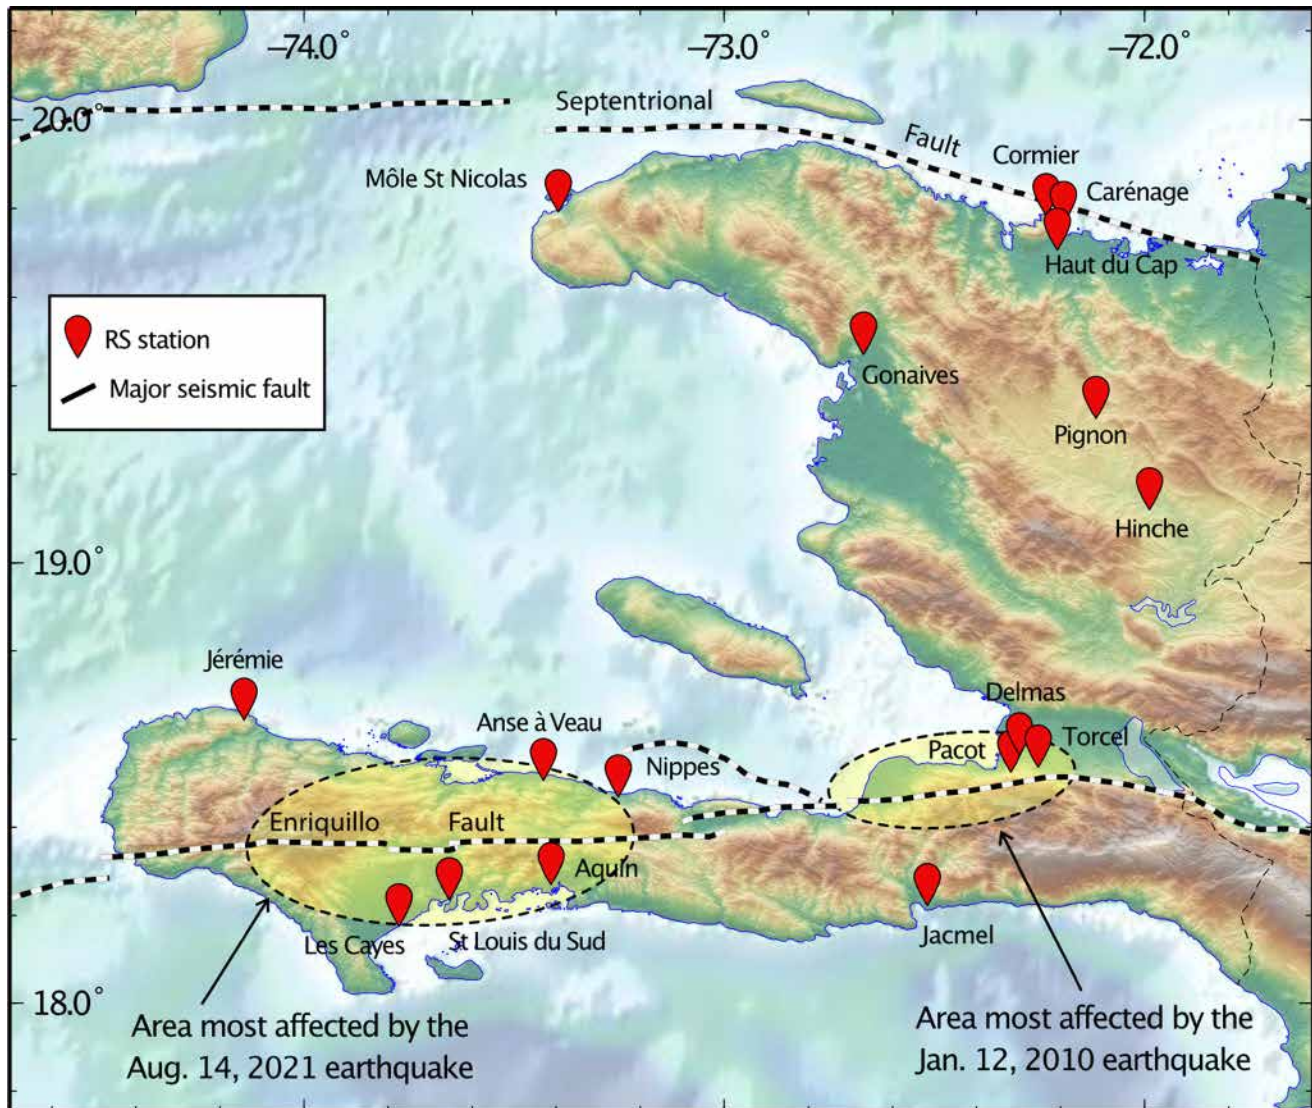 –74.0°
–73.0°
–72.0°
20.0°
Septentrional
Fault
Cormier
Môle St Nicolas
Carénage
Haut du Cap
RS station
Major seismic fault
Gonaives
Pignon
Hinche
19.0°
Jérémie
Delmas
Anse à Veau
Pacot
Torcel
Nippes
Enriquillo
Fault
Aquin
Les Cayes
St Louis du Sud
Jacmel
18.0°
Area most affected by the
Aug. 14, 2021 earthquake
Area most affected by the
Jan. 12, 2010 earthquake